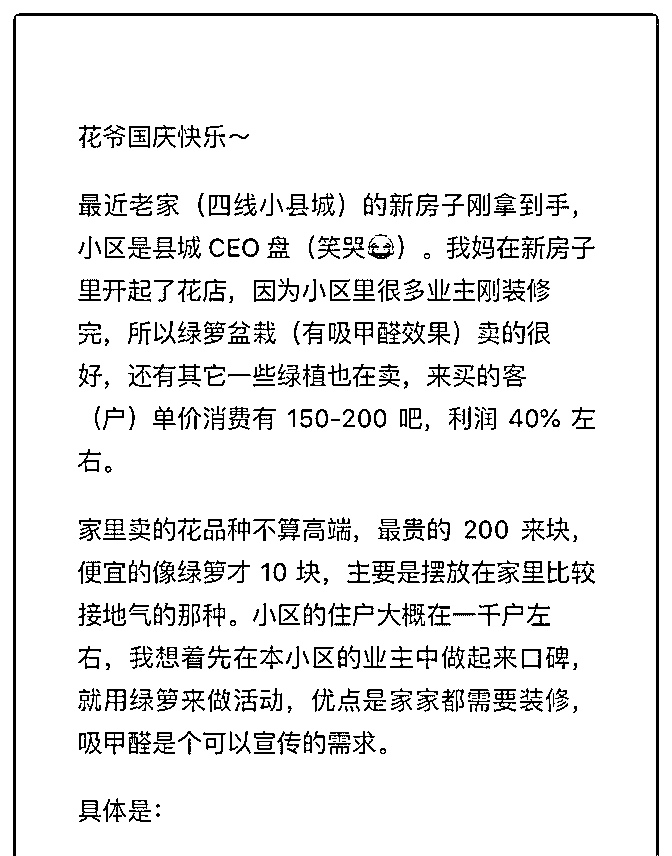 花爷国庆快乐～
最近老家（四线小县城）的新房子刚拿到手，
小区是县城 CEO 盘（笑哭😂）。我妈在新房子
里开起了花店，因为小区里很多业主刚装修
完，所以绿箩盆栽（有吸甲醛效果）卖的很
好，还有其它一些绿植也在卖，来买的客
（户）单价消费有 150-200 吧，利润 40% 左
右。
家里卖的花品种不算高端，最贵的 200 来块，
便宜的像绿箩才 10 块，主要是摆放在家里比较
接地气的那种。小区的住户大概在一千户左
右，我想着先在本小区的业主中做起来口碑，
就用绿箩来做活动，优点是家家都需要装修，
吸甲醛是个可以宣传的需求。
具体是：